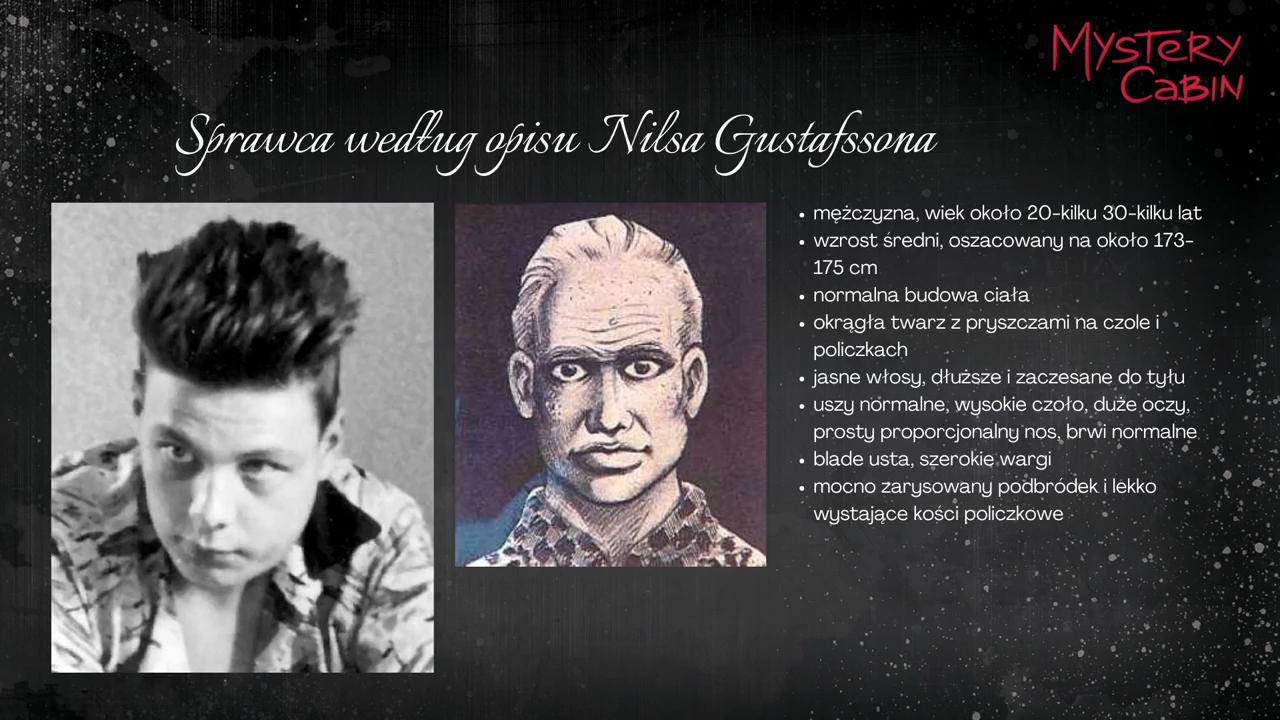 MYSTERY
CABIN
Sprawca według opisu Nilsa Gustafssona
• mężczyzna, wiek około 20-kilku 30-kilku lat
• wzrost średni, oszacowany na około 173-
175 cm
• normalna budowa ciała
• okrągła twarz z pryszczami na czole i
policzkach
• jasne włosy, dłuższe i zaczesane do tyłu
• uszy normalne, wysokie czoło, duże oczy,
prosty proporcjonalny nos, brwi normalne
• blade usta, szerokie wargi
• mocno zarysowany podbródek i lekko
wystające kości policzkowe